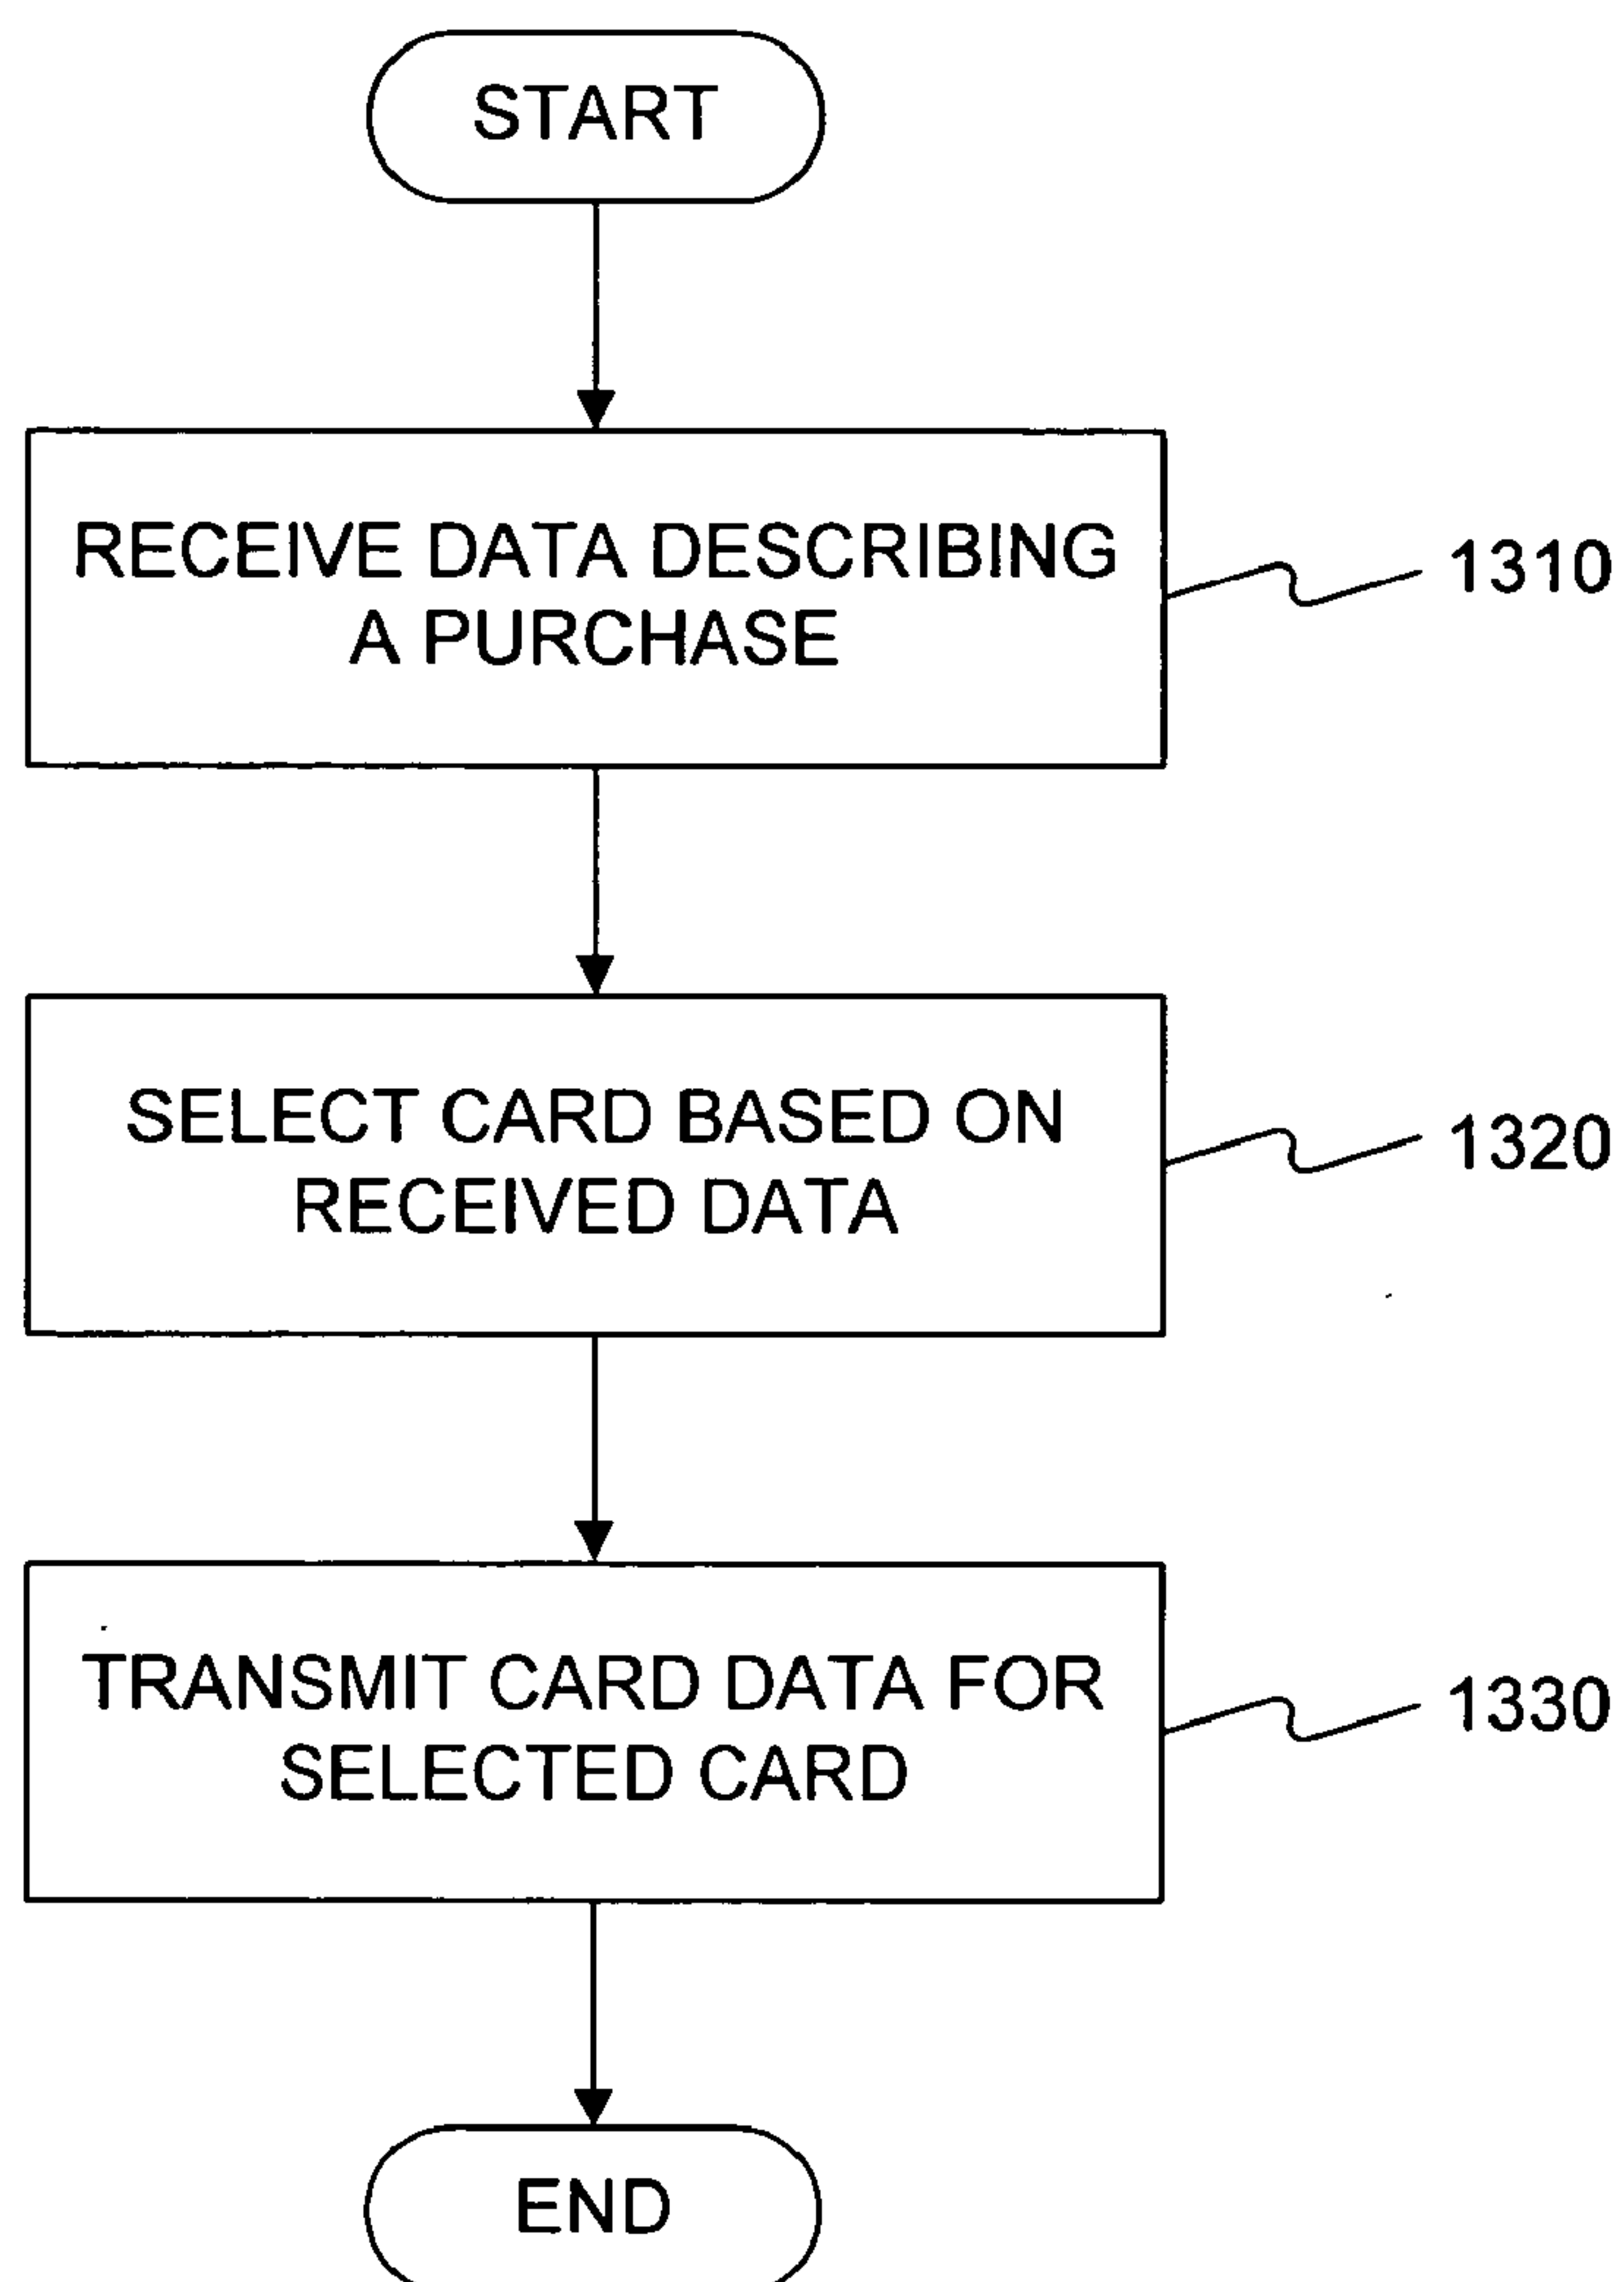 START
RECEIVE DATA DESCRIBING
A PURCHASE
1310
SELECT CARD BASED ON
RECEIVED DATA
1320
TRANSMIT CARD DATA FOR
SELECTED CARD
1330
END